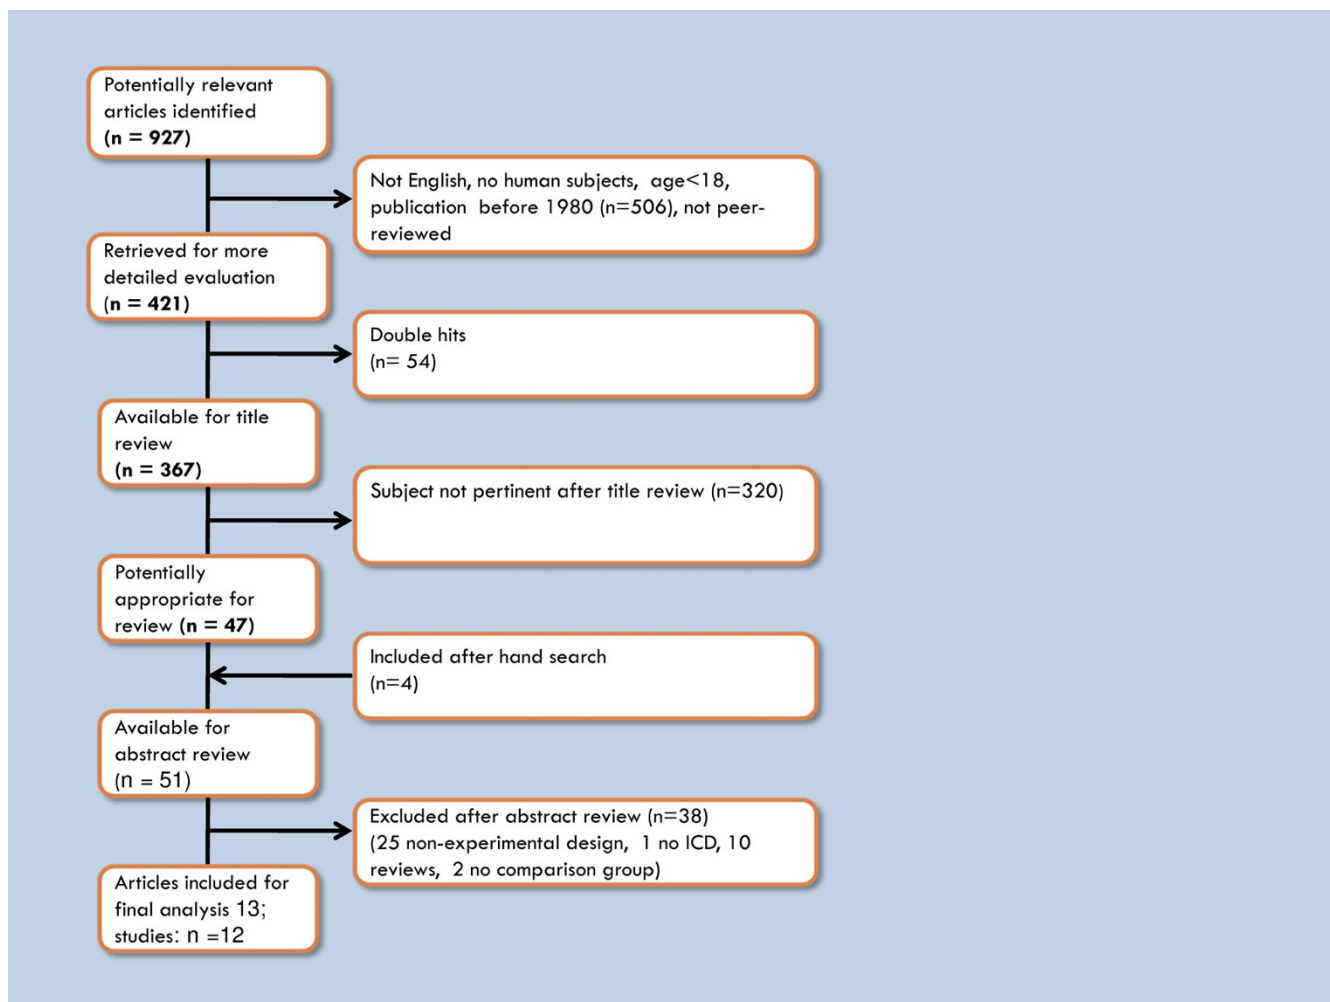 Potentially relevant
articles identified
(n = 927)
Not English, no human subjects, age<18,
publication before 1980 (n=506), not peer-
reviewed
Retrieved for more
detailed evaluation
(n = 421)
Double hits
(n= 54)
Available for title
review
(n = 367)
Subject not pertinent after title review (n=320)
Potentially
appropriate for
review (n = 47)
Included after hand search
(n=4)
Available for
abstract review
(n = 51)
Excluded after abstract review (n=38)
(25 non-experimental design, 1 no ICD, 10
reviews, 2 no comparison group)
Articles included for
final analysis 13;
studies: n =12